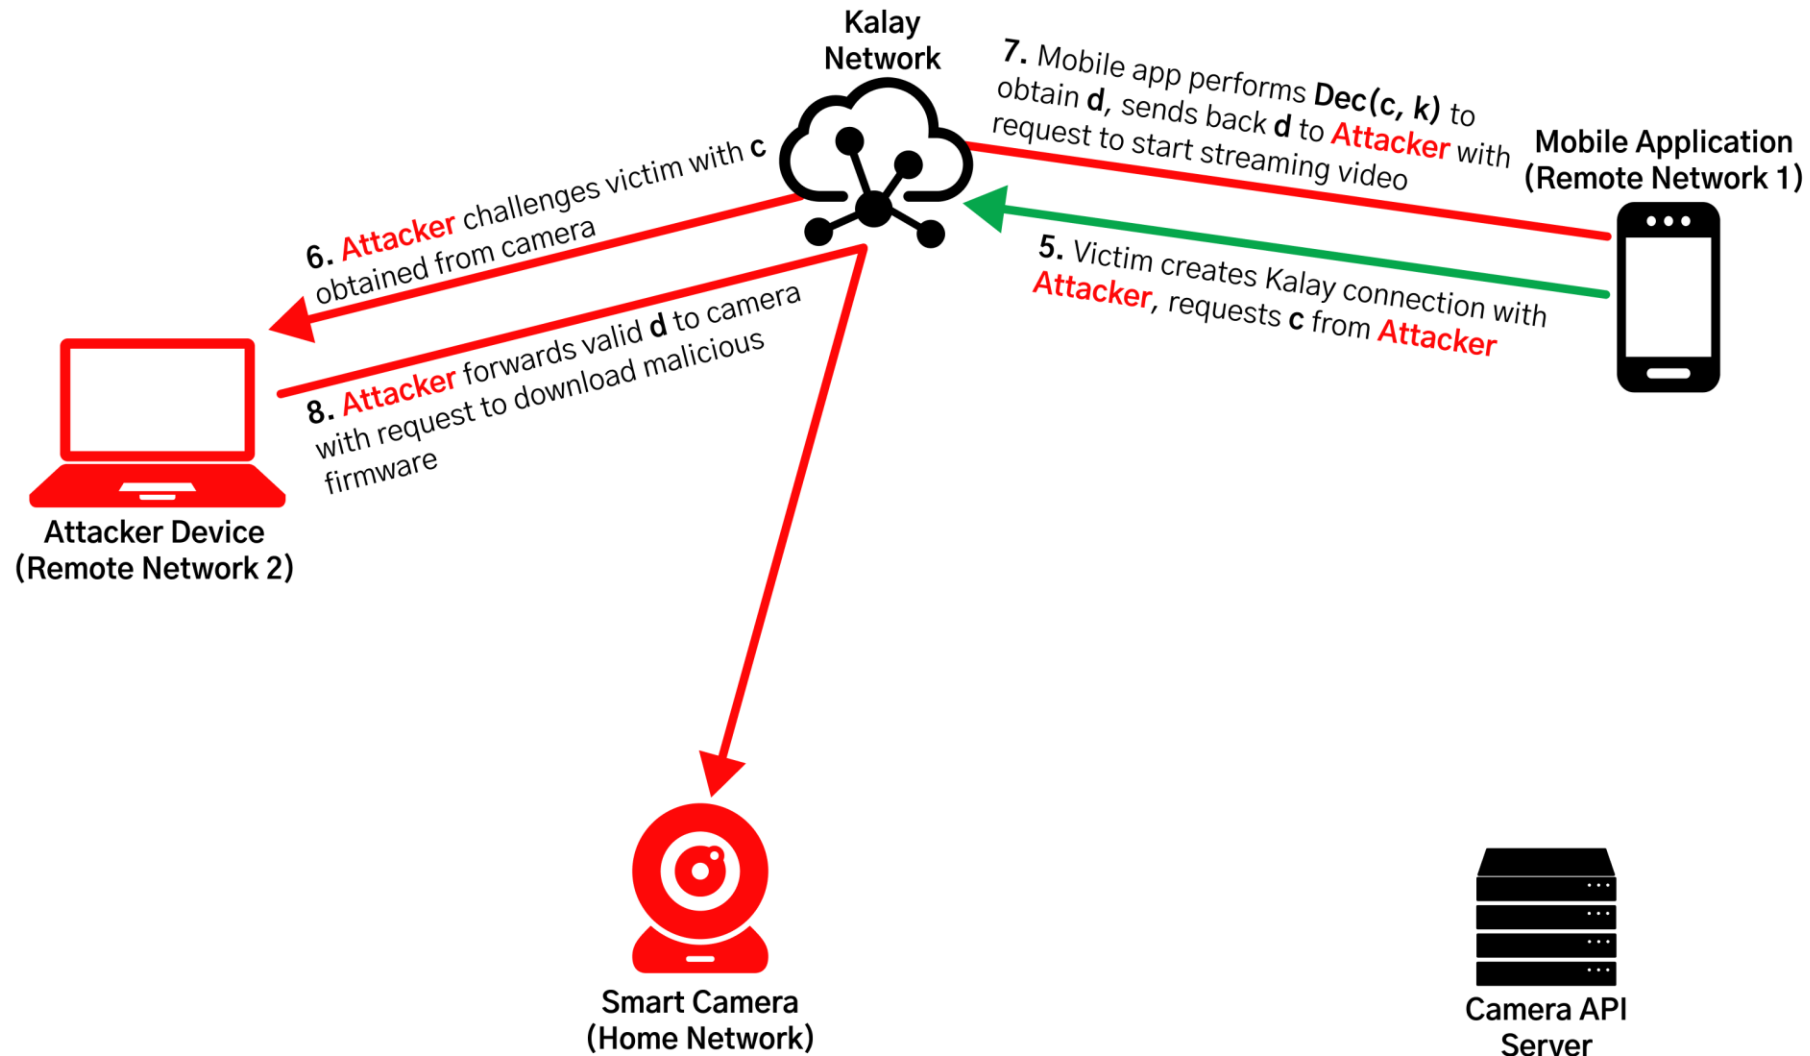 Kalay
Network
7. Mobile app performs Dec(c, k) to
obtain d, sends back d to Attacker with
request to start streaming video
Mobile Application
(Remote Network 1)
6. Attacker challenges victim with c
obtained from camera
5. Victim creates Kalay connection with
Attacker, requests c from Attacker
8. Attacker forwards valid d to camera
with request to download malicious
firmware
Attacker Device
(Remote Network 2)
Smart Camera
(Home Network)
Camera API
Server